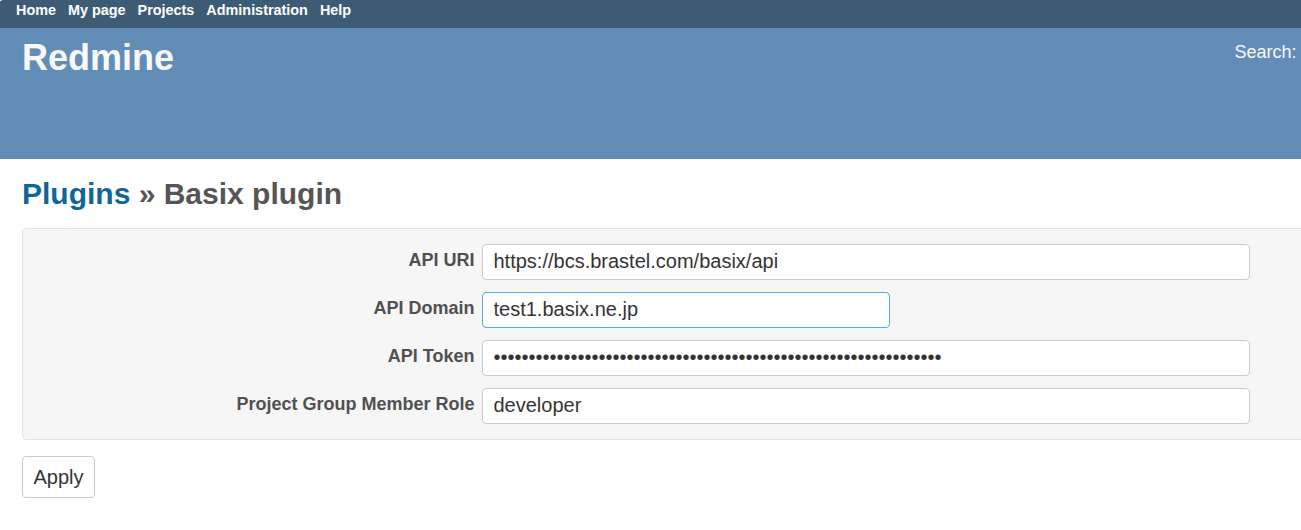 Home My page Projects Administration Help
Redmine
Search:
Plugins » Basix plugin
API URI https://bcs.brastel.com/basix/api
API Domain test1.basix.ne.jp
API Token ••••••••••••••••••••••••••••••••••••••••••••••••••••••••••••••••
Project Group Member Role developer
Apply